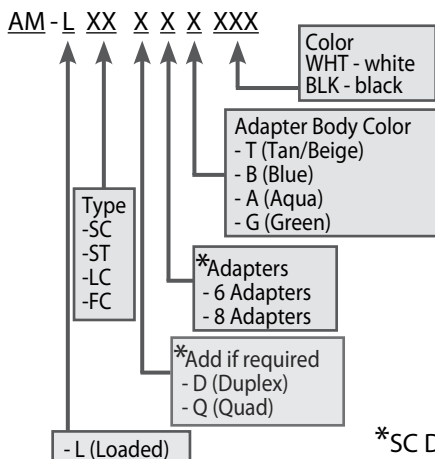 AM - L XX X X X XXX
Color
WHT - white
BLK - black
Adapter Body Color
- T (Tan/Beige)
- B (Blue)
- A (Aqua)
- G (Green)
Type
-SC
-ST
-LC
-FC
*Adapters
- 6 Adapters
- 8 Adapters
*Add if required
- D (Duplex)
- Q (Quad)
- L (Loaded)
*SC D